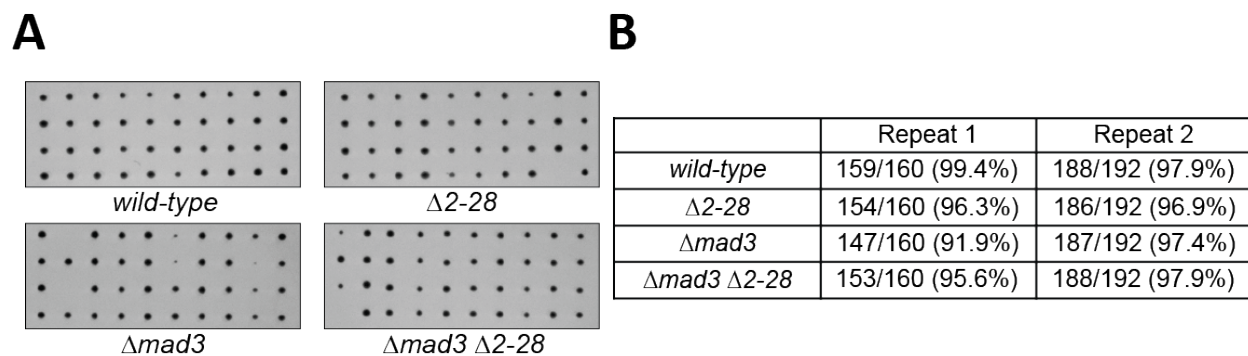 A
wild-type
Δ2-28
Δmad3
Δmad3 Δ2-28
B
Repeat 1 Repeat 2
wild-type 159/160 (99.4%) 188/192 (97.9%)
Δ2-28 154/160 (96.3%) 186/192 (96.9%)
Δmad3 147/160 (91.9%) 187/192 (97.4%)
Δmad3 Δ2-28 153/160 (95.6%) 188/192 (97.9%)